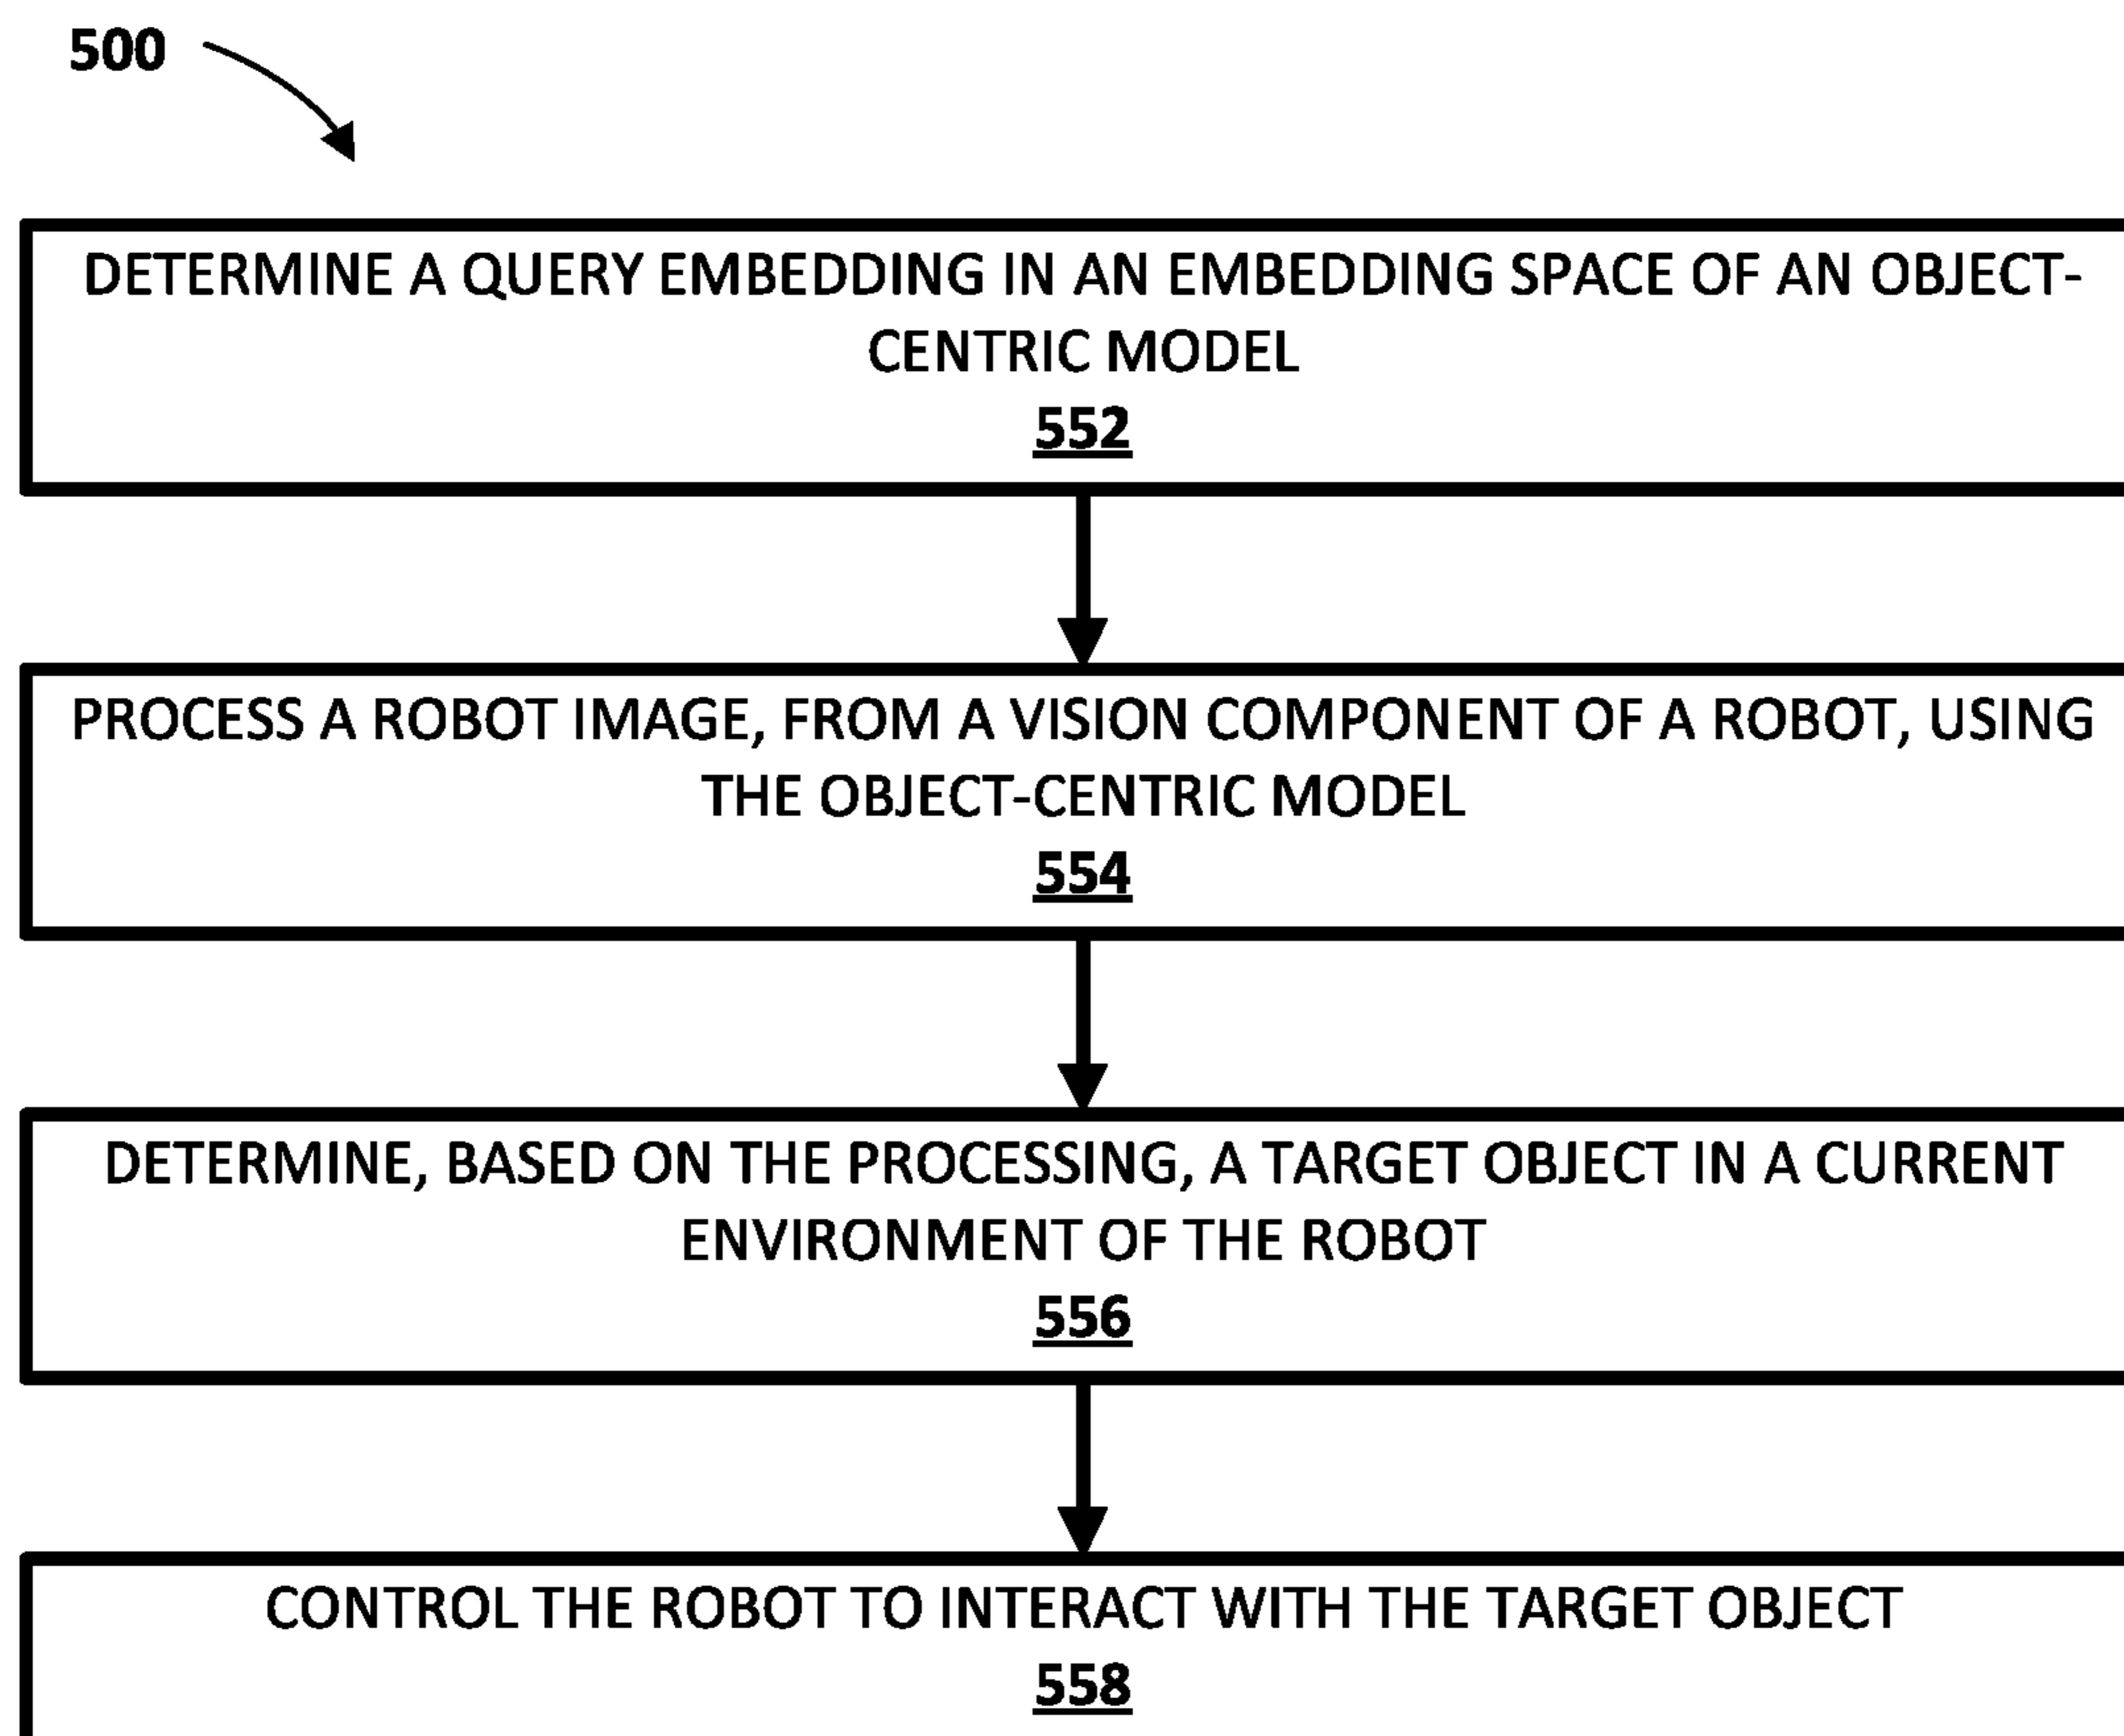 500
DETERMINE A QUERY EMBEDDING IN AN EMBEDDING SPACE OF AN OBJECT-
CENTRIC MODEL
552
PROCESS A ROBOT IMAGE, FROM A VISION COMPONENT OF A ROBOT, USING
THE OBJECT-CENTRIC MODEL
554
DETERMINE, BASED ON THE PROCESSING, A TARGET OBJECT IN A CURRENT
ENVIRONMENT OF THE ROBOT
556
CONTROL THE ROBOT TO INTERACT WITH THE TARGET OBJECT
558